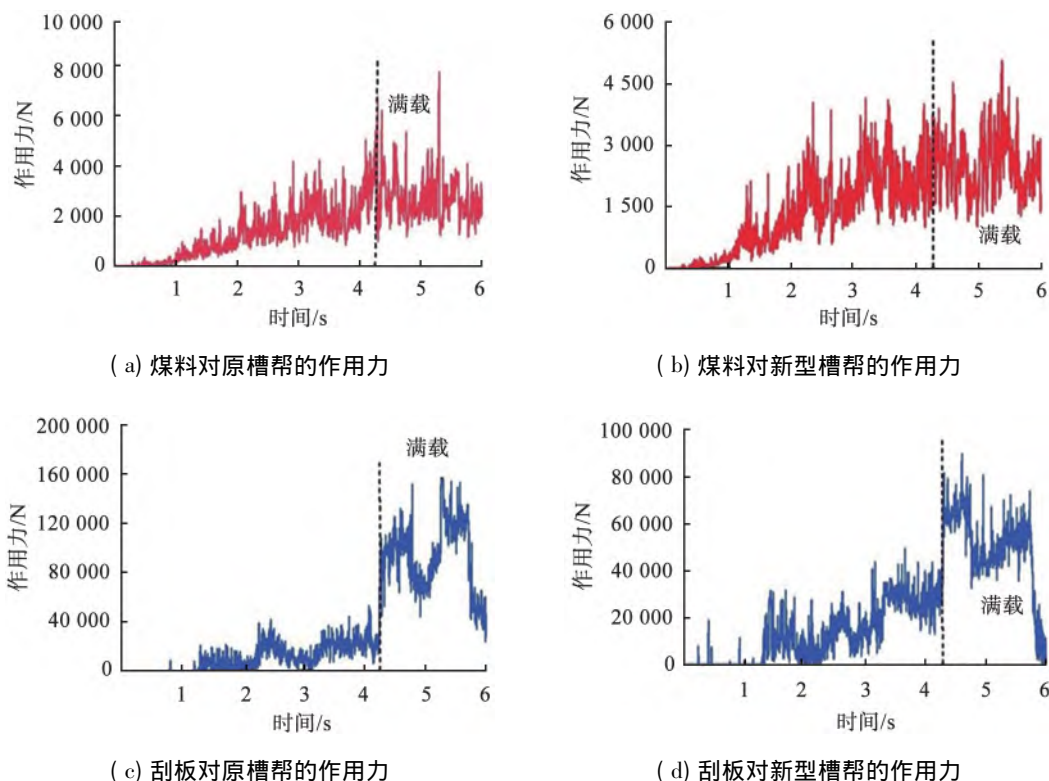 10 000
8 000
6 000
4 000
2 000
0
作用力/N
满载
1 2 3 4 5 6
时间/s
( a) 煤料对原槽帮的作用力
6 000
4 500
3 000
1 500
0
作用力/N
满载
1 2 3 4 5 6
时间/s
( b) 煤料对新型槽帮的作用力
200 000
160 000
120 000
80 000
40 000
0
作用力/N
满载
1 2 3 4 5 6
时间/s
( c) 刮板对原槽帮的作用力
100 000
80 000
60 000
40 000
20 000
0
作用力/N
满载
1 2 3 4 5 6
时间/s
( d) 刮板对新型槽帮的作用力